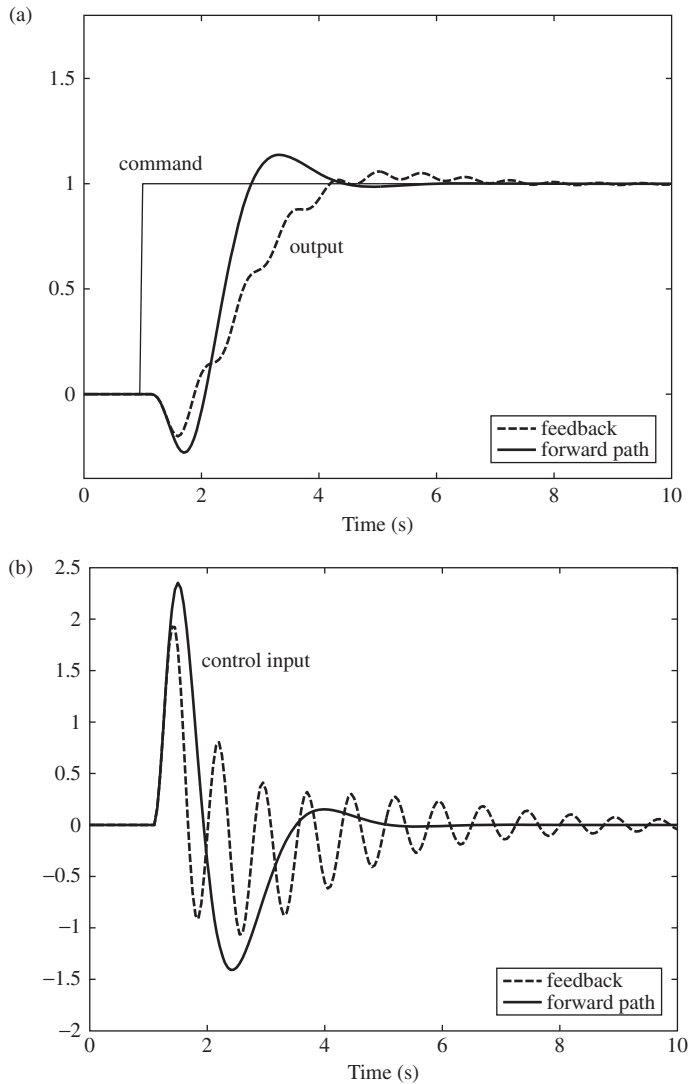 (a)
1.5
command
1
output
0.5
0
feedback
forward path
0 2 4 6 8 10
Time (s)
(b)
2.5
2
1.5
control input
1
0.5
0
−0.5
−1
−1.5
feedback
forward path
−2
0 2 4 6 8 10
Time (s)